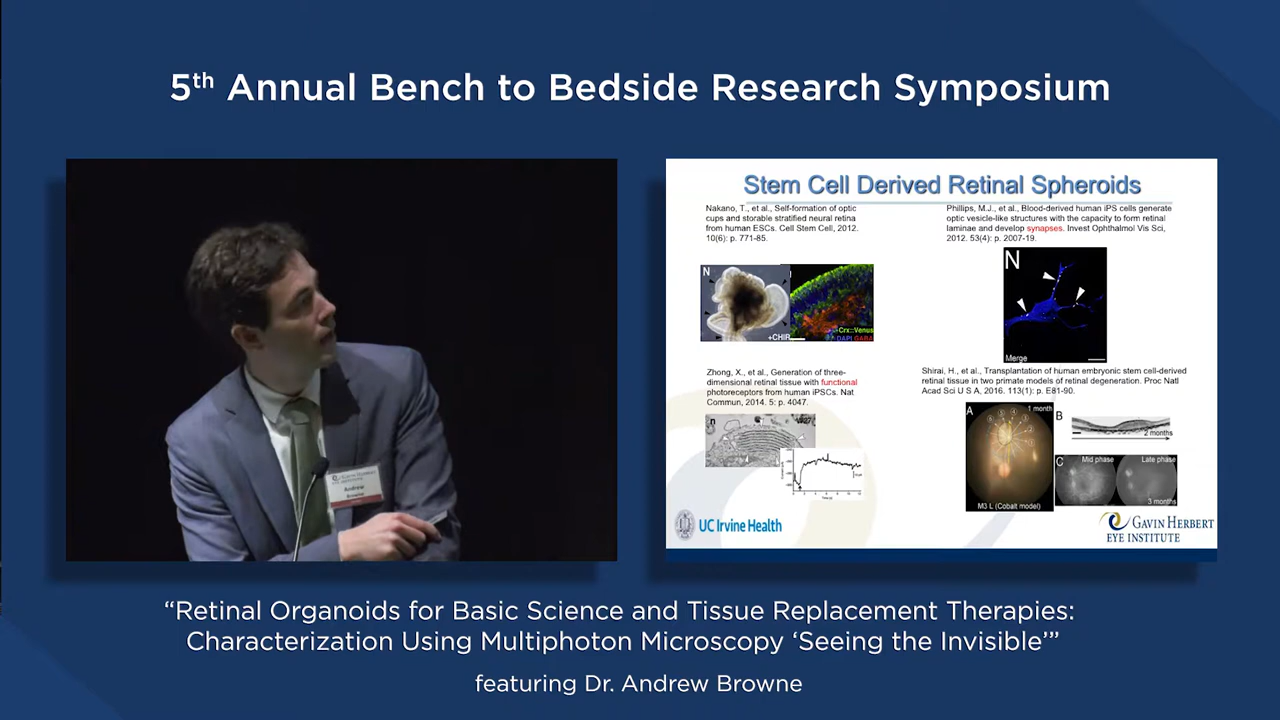 5th Annual Bench to Bedside Research Symposium
Andrew
Stem Cell Derived Retinal Spheroids
Nakano, T., et al., Self-formation of optic
cups and storable stratified neural retina
from human ESCs. Cell Stem Cell, 2012.
10(6): p. 771-85.
N
+CHIR
Crx::Venus
DAPI GABA
Phillips, M.J., et al., Blood-derived human iPS cells generate
optic vesicle-like structures with the capacity to form retinal
laminae and develop synapses. Invest Ophthalmol Vis Sci,
2012. 53(4): p. 2007-19.
N
Merge
Zhong, X., et al., Generation of three-
dimensional retinal tissue with functional
photoreceptors from human iPSCs. Nat
Commun, 2014. 5: p. 4047.
n
Shirai, H., et al., Transplantation of human embryonic stem cell-derived
retinal tissue in two primate models of retinal degeneration. Proc Natl
Acad Sci U S A, 2016. 113(1): p. E81-90.
A
1 month
M3 L (Cobalt model)
B
2 months
C
Mid phase
Late phase
3 months
UC Irvine Health
GAVIN HERBERT
EYE INSTITUTE
“Retinal Organoids for Basic Science and Tissue Replacement Therapies:
Characterization Using Multiphoton Microscopy ‘Seeing the Invisible’”
featuring Dr. Andrew Browne